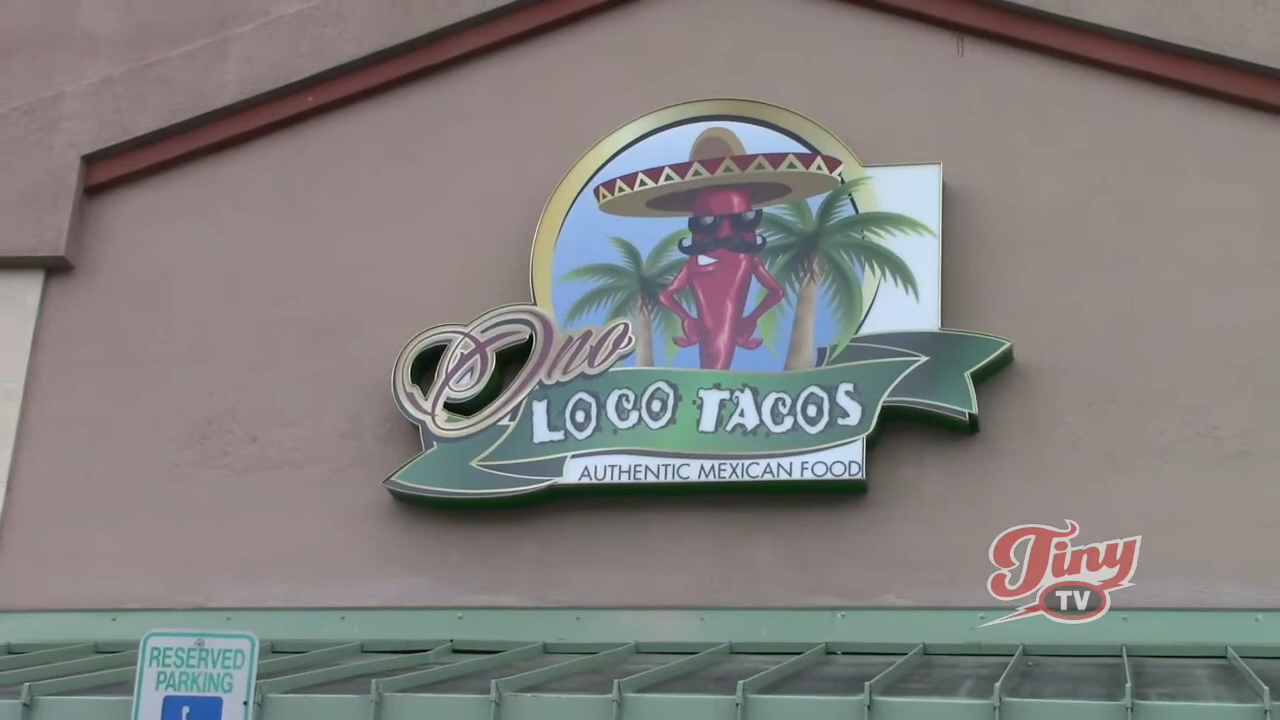 Ono
LOCO TACOS
AUTHENTIC MEXICAN FOOD
Tiny
TV
RESERVED
PARKING